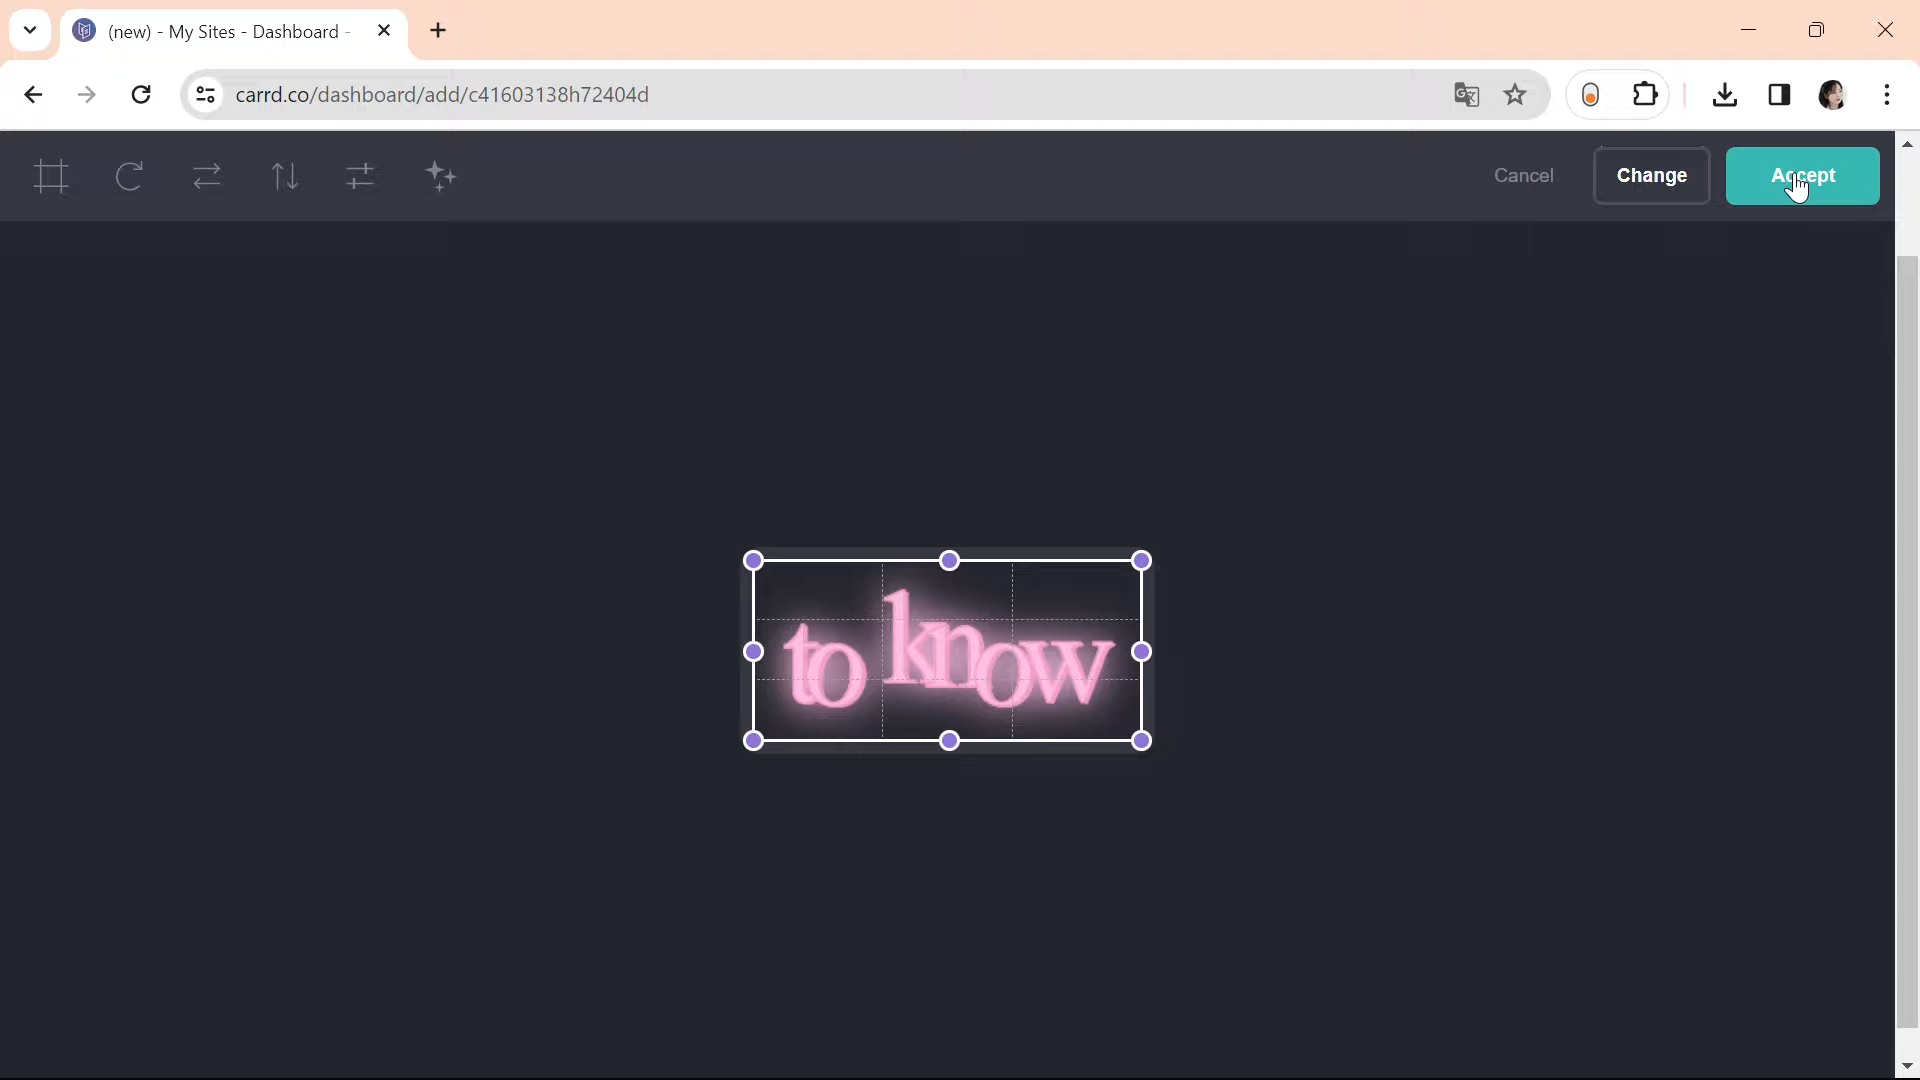 (new) - My Sites - Dashboard -
carrd.co/dashboard/add/c41603138h72404d
Cancel
Change
Accept
to know